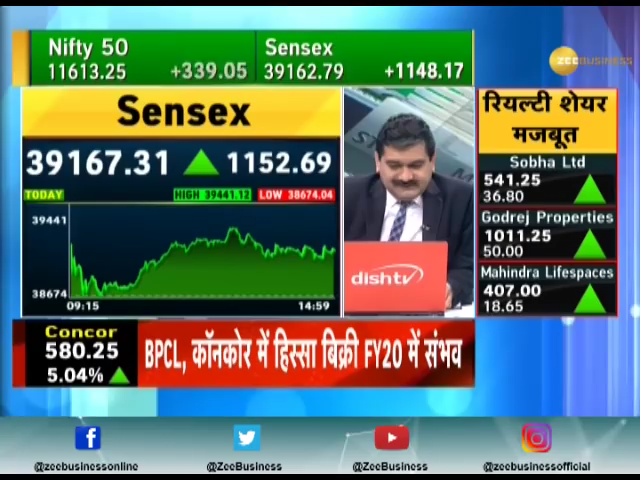 Nifty 50
11613.25 +339.05
Sensex
39162.79 +1148.17
ZEE BUSINESS
Sensex
39167.31 1152.69
TODAY HIGH 39441.12 LOW 38674.04
39441
38674
09:15 14:59
dishtv
रियल्टी शेयर
मजबूत
Sobha Ltd
541.25
36.80
Godrej Properties
1011.25
50.00
Mahindra Lifespaces
407.00
18.65
Concor
580.25
5.04%
BPCL, कॉनकोर में हिस्सा बिक्री FY20 में संभव
@zeebusinessonline @ZeeBusiness @ZeeBusiness @zeebusinessofficial